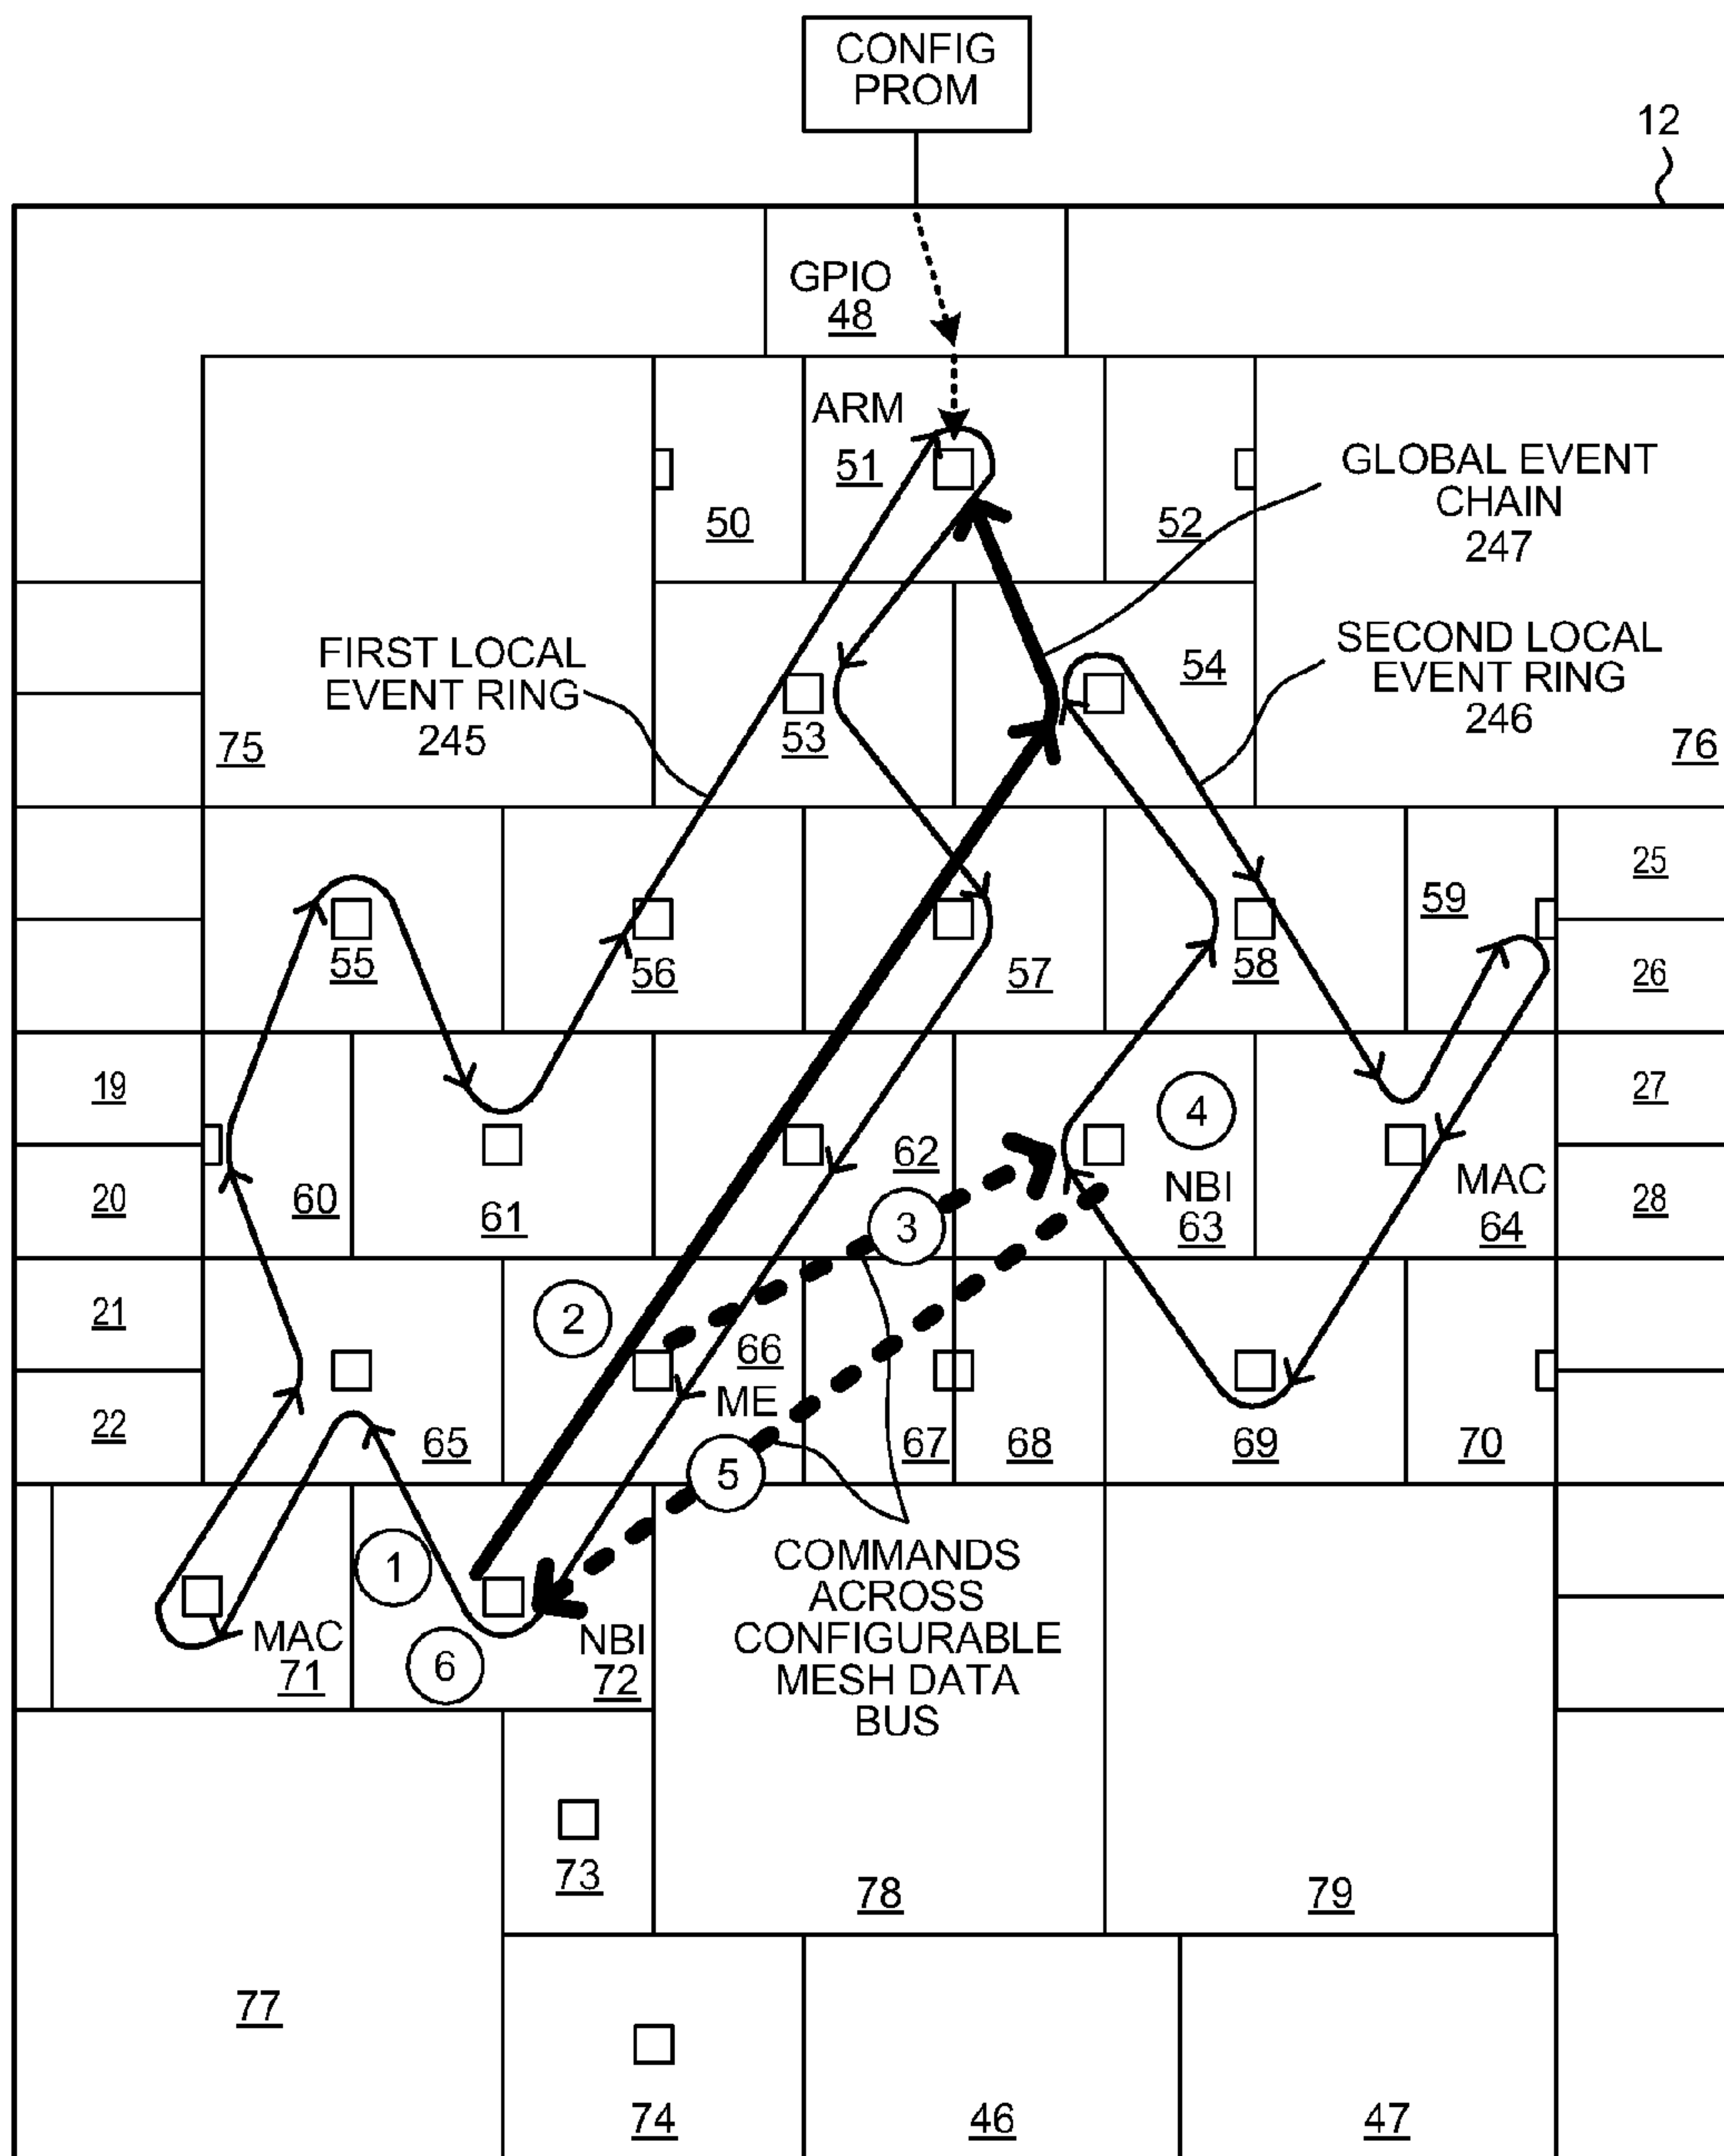 CONFIG
PROM
12
GPIO
48
ARM
51
50
52
GLOBAL EVENT
CHAIN
247
FIRST LOCAL
EVENT RING
245
SECOND LOCAL
EVENT RING
246
53
54
75
76
55
56
57
58
59
25
26
19
20
60
61
62
4
3
NBI
63
MAC
64
27
28
21
22
2
65
66
ME
67
68
69
70
5
1
6
MAC
71
NBI
72
COMMANDS
ACROSS
CONFIGURABLE
MESH DATA
BUS
73
78
79
77
74
46
47